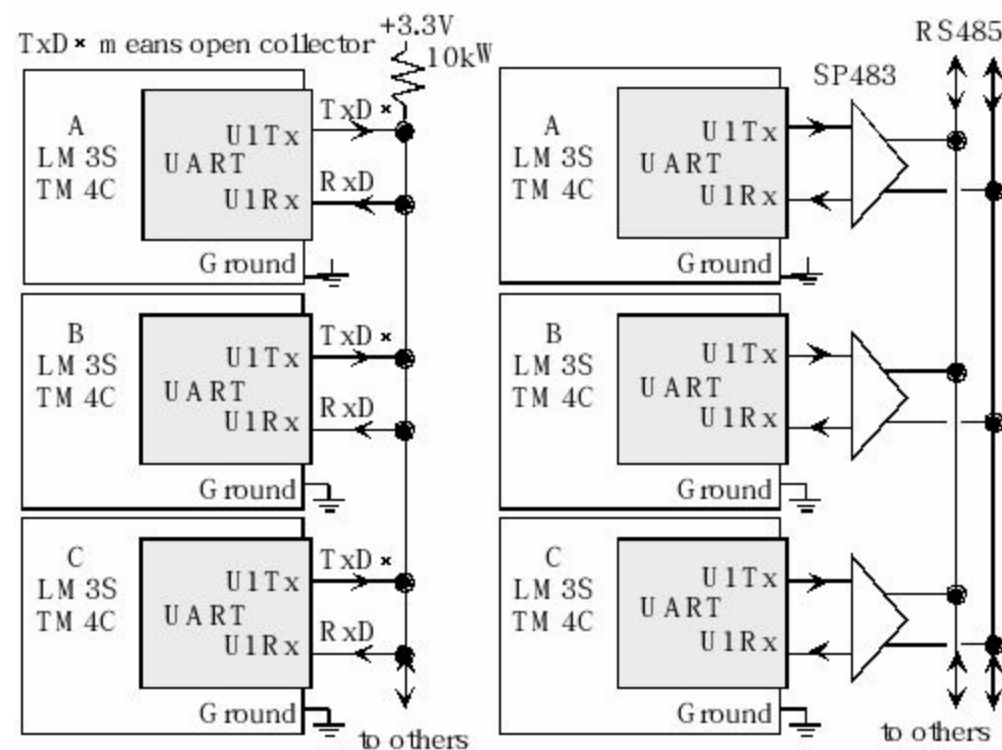 TxD* means open collector
+3.3V
10kW
A
LM3S
TM4C
UART
U1Tx
U1Rx
TxD*
RxD
Ground
B
LM3S
TM4C
UART
U1Tx
U1Rx
TxD*
RxD
Ground
C
LM3S
TM4C
UART
U1Tx
U1Rx
TxD*
RxD
Ground
to others
RS485
SP483
A
LM3S
TM4C
UART
U1Tx
U1Rx
Ground
B
LM3S
TM4C
UART
U1Tx
U1Rx
Ground
C
LM3S
TM4C
UART
U1Tx
U1Rx
Ground
to others